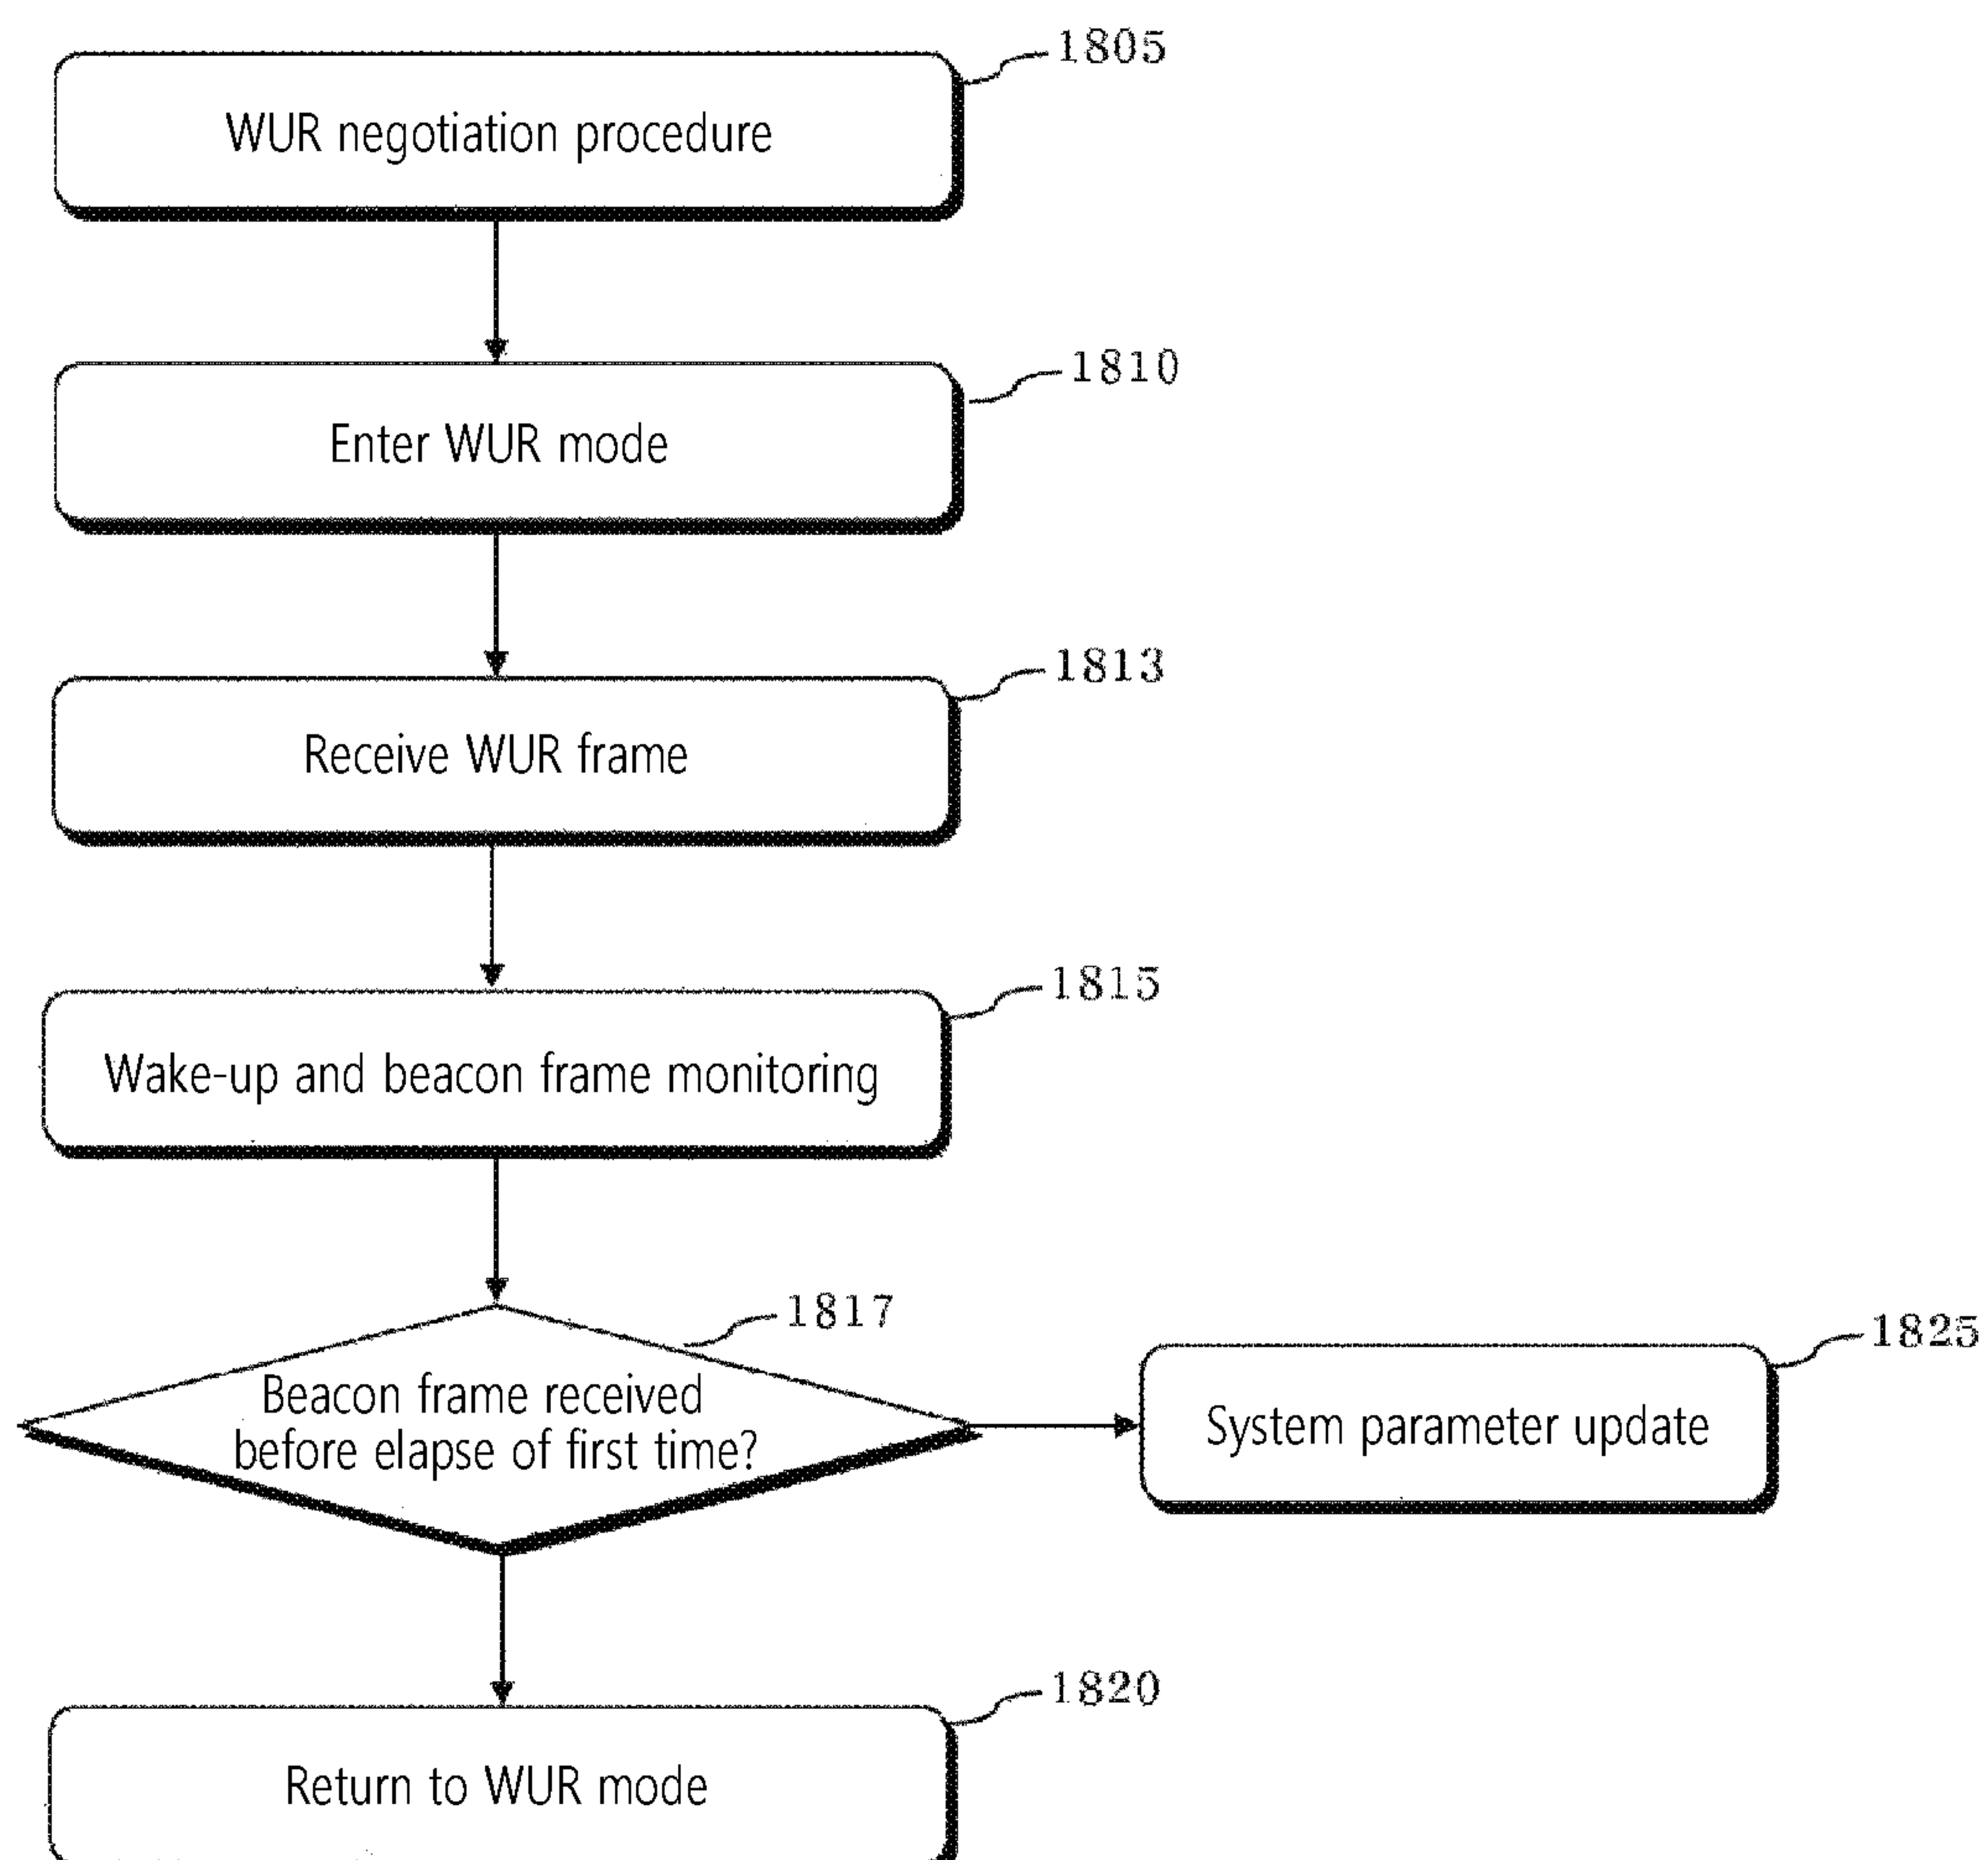 1805
WUR negotiation procedure
1810
Enter WUR mode
1813
Receive WUR frame
1815
Wake-up and beacon frame monitoring
1817
Beacon frame received
before elapse of first time?
1825
System parameter update
1820
Return to WUR mode